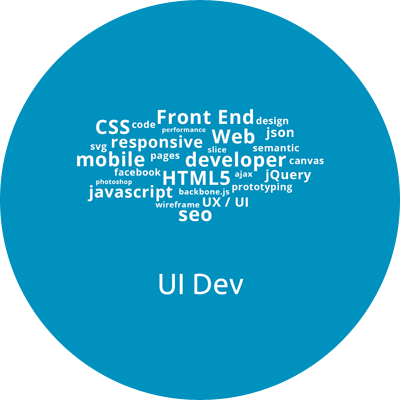 CSS code Front End design
performance
svg responsive Web json
slice semantic
mobile pages developer canvas
facebook HTML5 ajax jQuery
photoshop
javascript backbone.js prototyping
wireframe UX / UI
seo
UI Dev